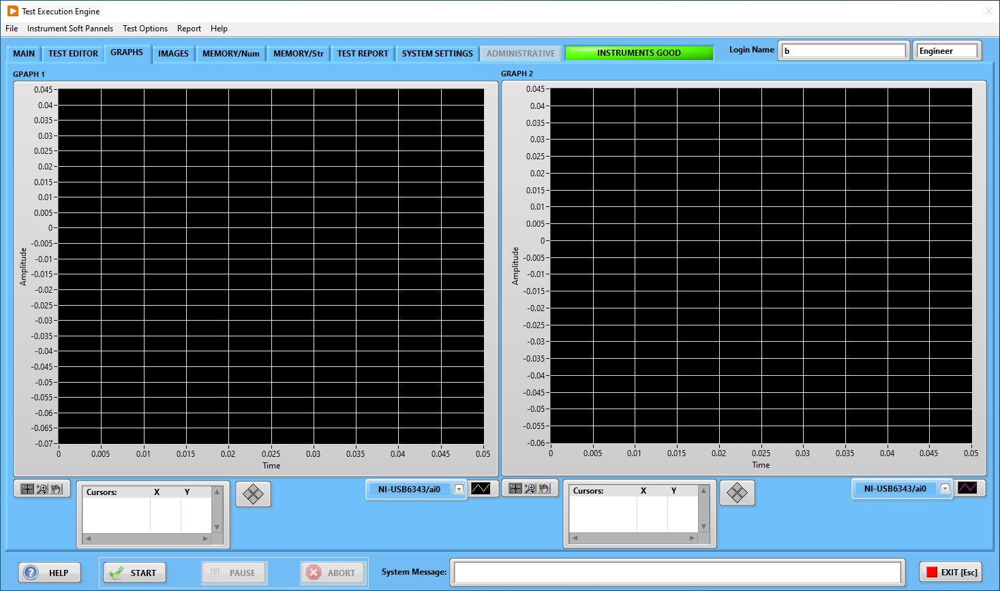 Test Execution Engine
File Instrument Soft Pannels Test Options Report Help
MAIN TEST EDITOR GRAPHS IMAGES MEMORY/Num MEMORY/Str TEST REPORT SYSTEM SETTINGS ADMINISTRATIVE INSTRUMENTS GOOD Login Name b Engineer
GPAPH 1
0.045
0.04
0.035
0.03
0.025
0.02
0.015
0.01
0.005
0
-0.005
-0.01
-0.015
-0.02
-0.025
-0.03
-0.035
-0.04
-0.045
-0.05
-0.055
-0.06
-0.065
-0.07
Amplitude
0 0.005 0.01 0.015 0.02 0.025 0.03 0.035 0.04 0.045 0.05
Time
Cursors: X Y
NI-USB6343/ai0
GRAPH 2
0.045
0.04
0.035
0.03
0.025
0.02
0.015
0.01
0.005
0
-0.005
-0.01
-0.015
-0.02
-0.025
-0.03
-0.035
-0.04
-0.045
-0.05
-0.055
-0.06
Amplitude
0 0.005 0.01 0.015 0.02 0.025 0.03 0.035 0.04 0.045 0.05
Time
Cursors: X Y
NI-USB6343/ai0
HELP START PAUSE ABORT System Message: EXIT [Esc]